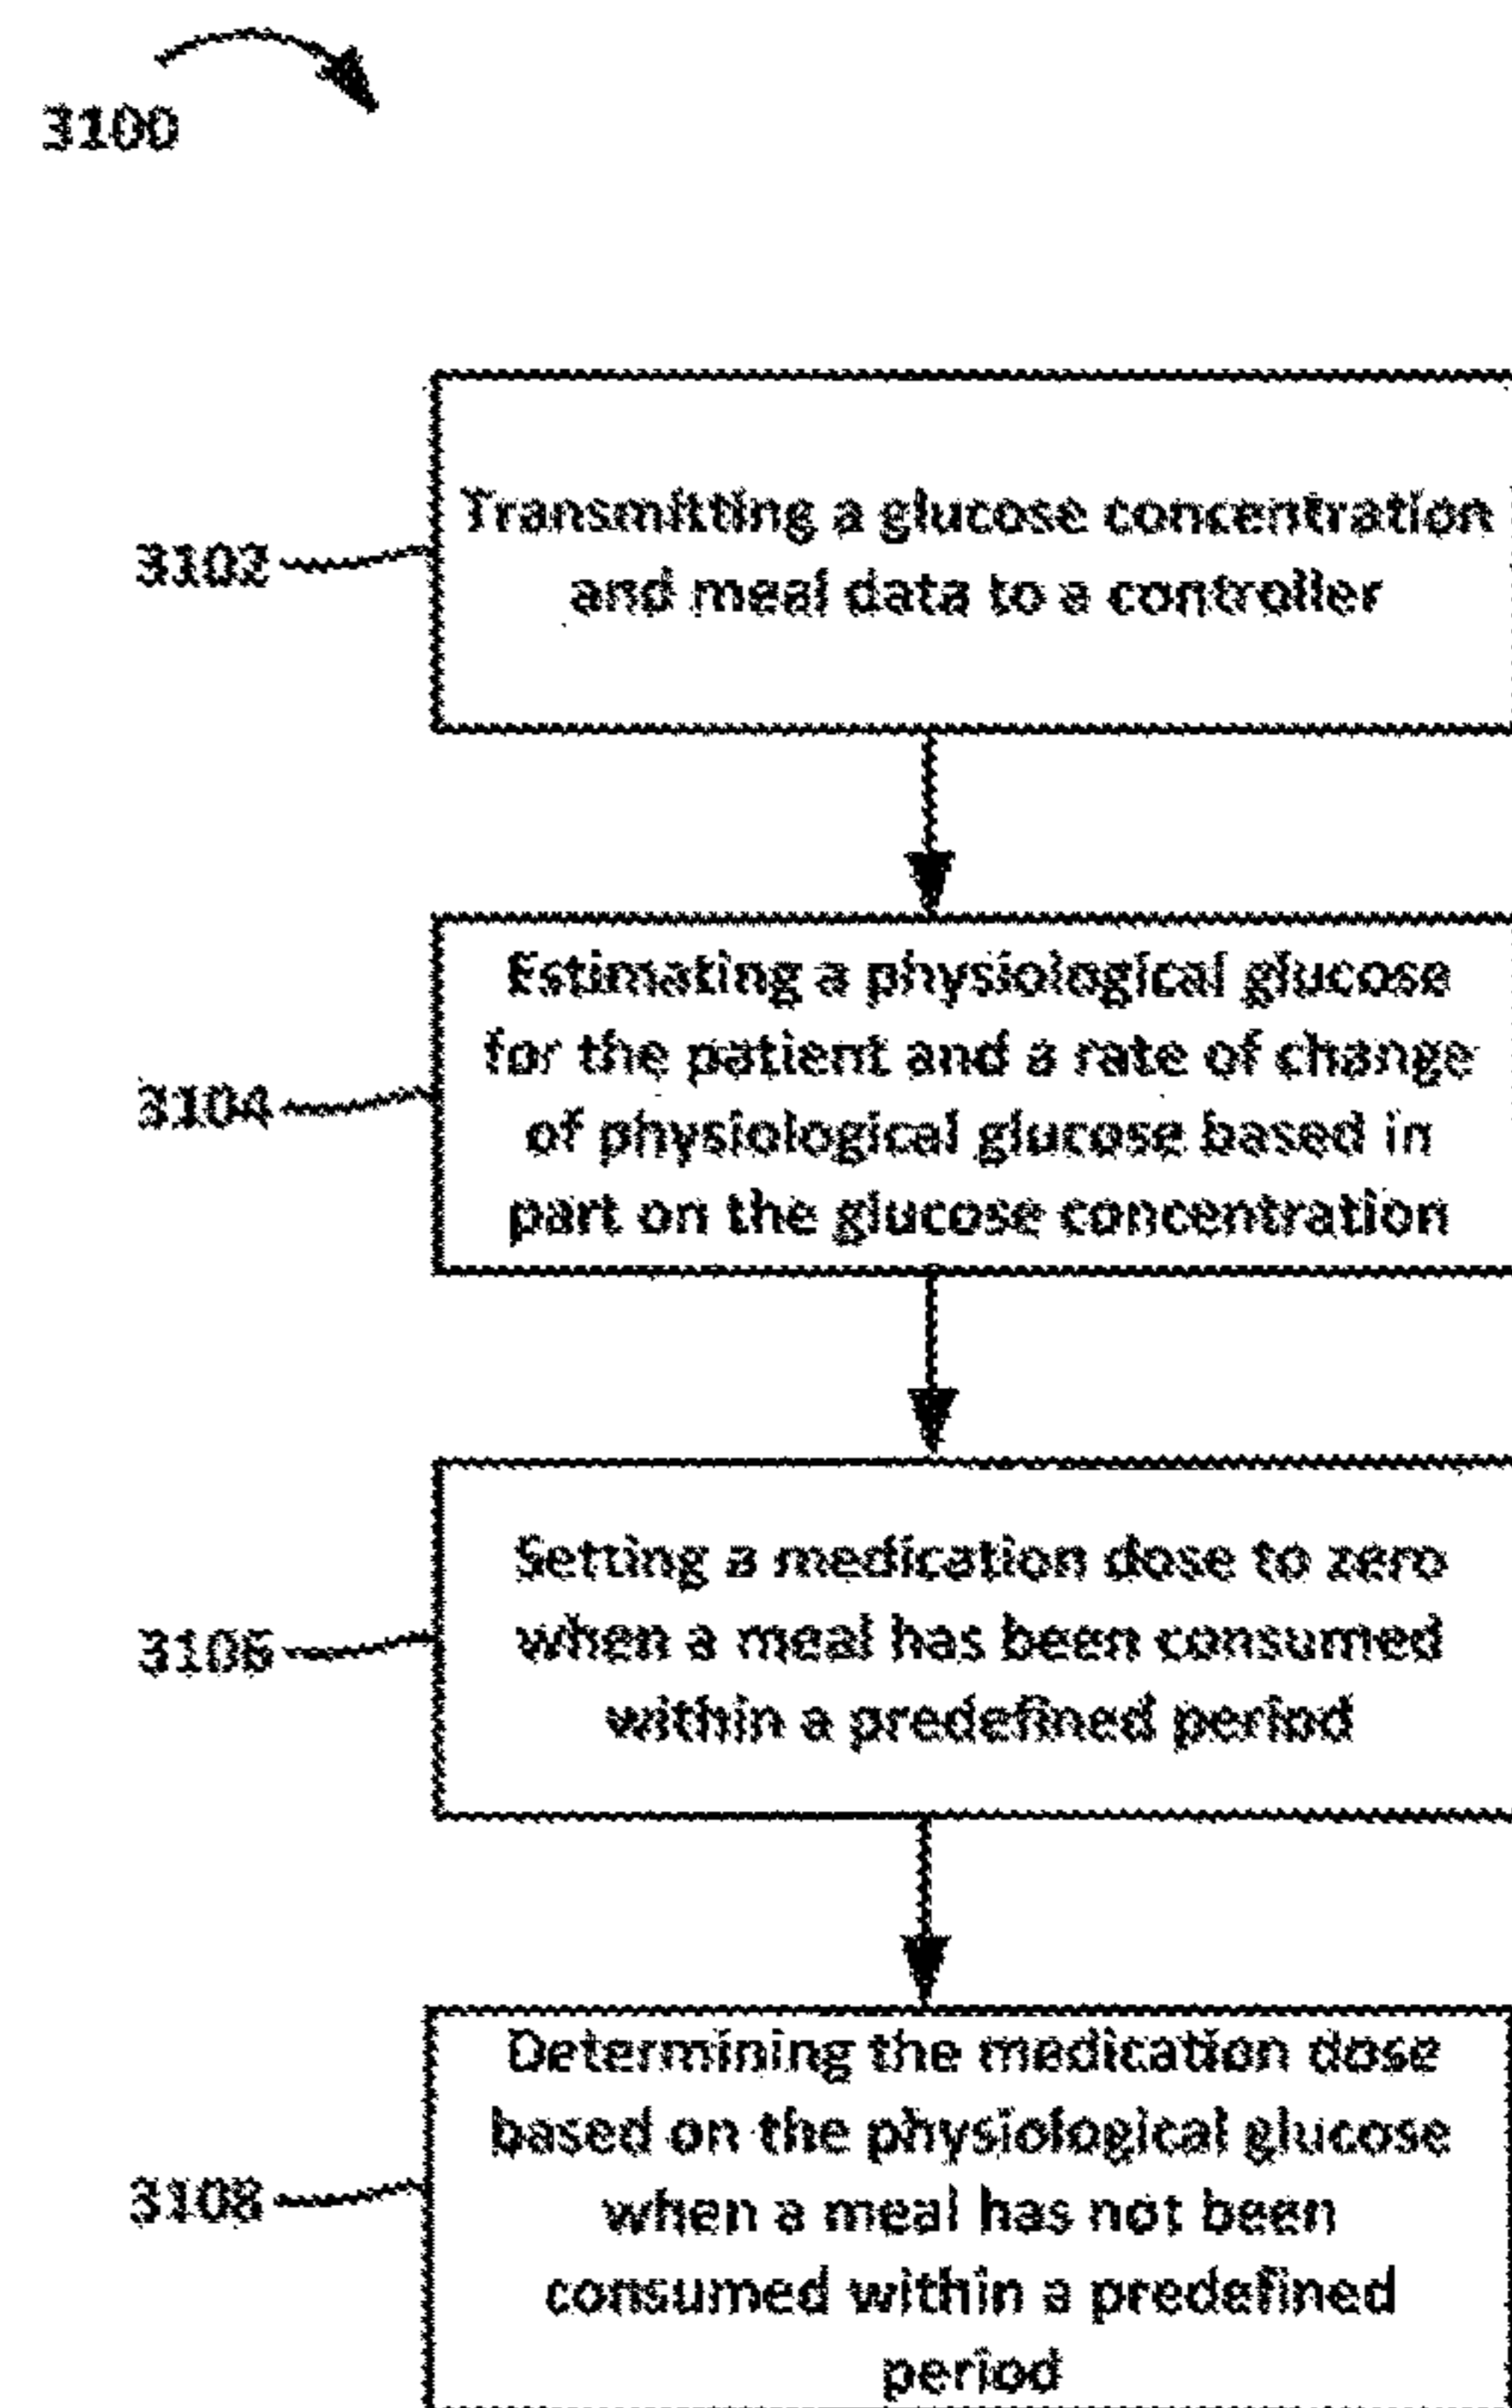 3100
3102
Transmitting a glucose concentration
and meal data to a controller
3104
Estimating a physiological glucose
for the patient and a rate of change
of physiological glucose based in
part on the glucose concentration
3106
Setting a medication dose to zero
when a meal has been consumed
within a predefined period
3108
Determining the medication dose
based on the physiological glucose
when a meal has not been
consumed within a predefined
period